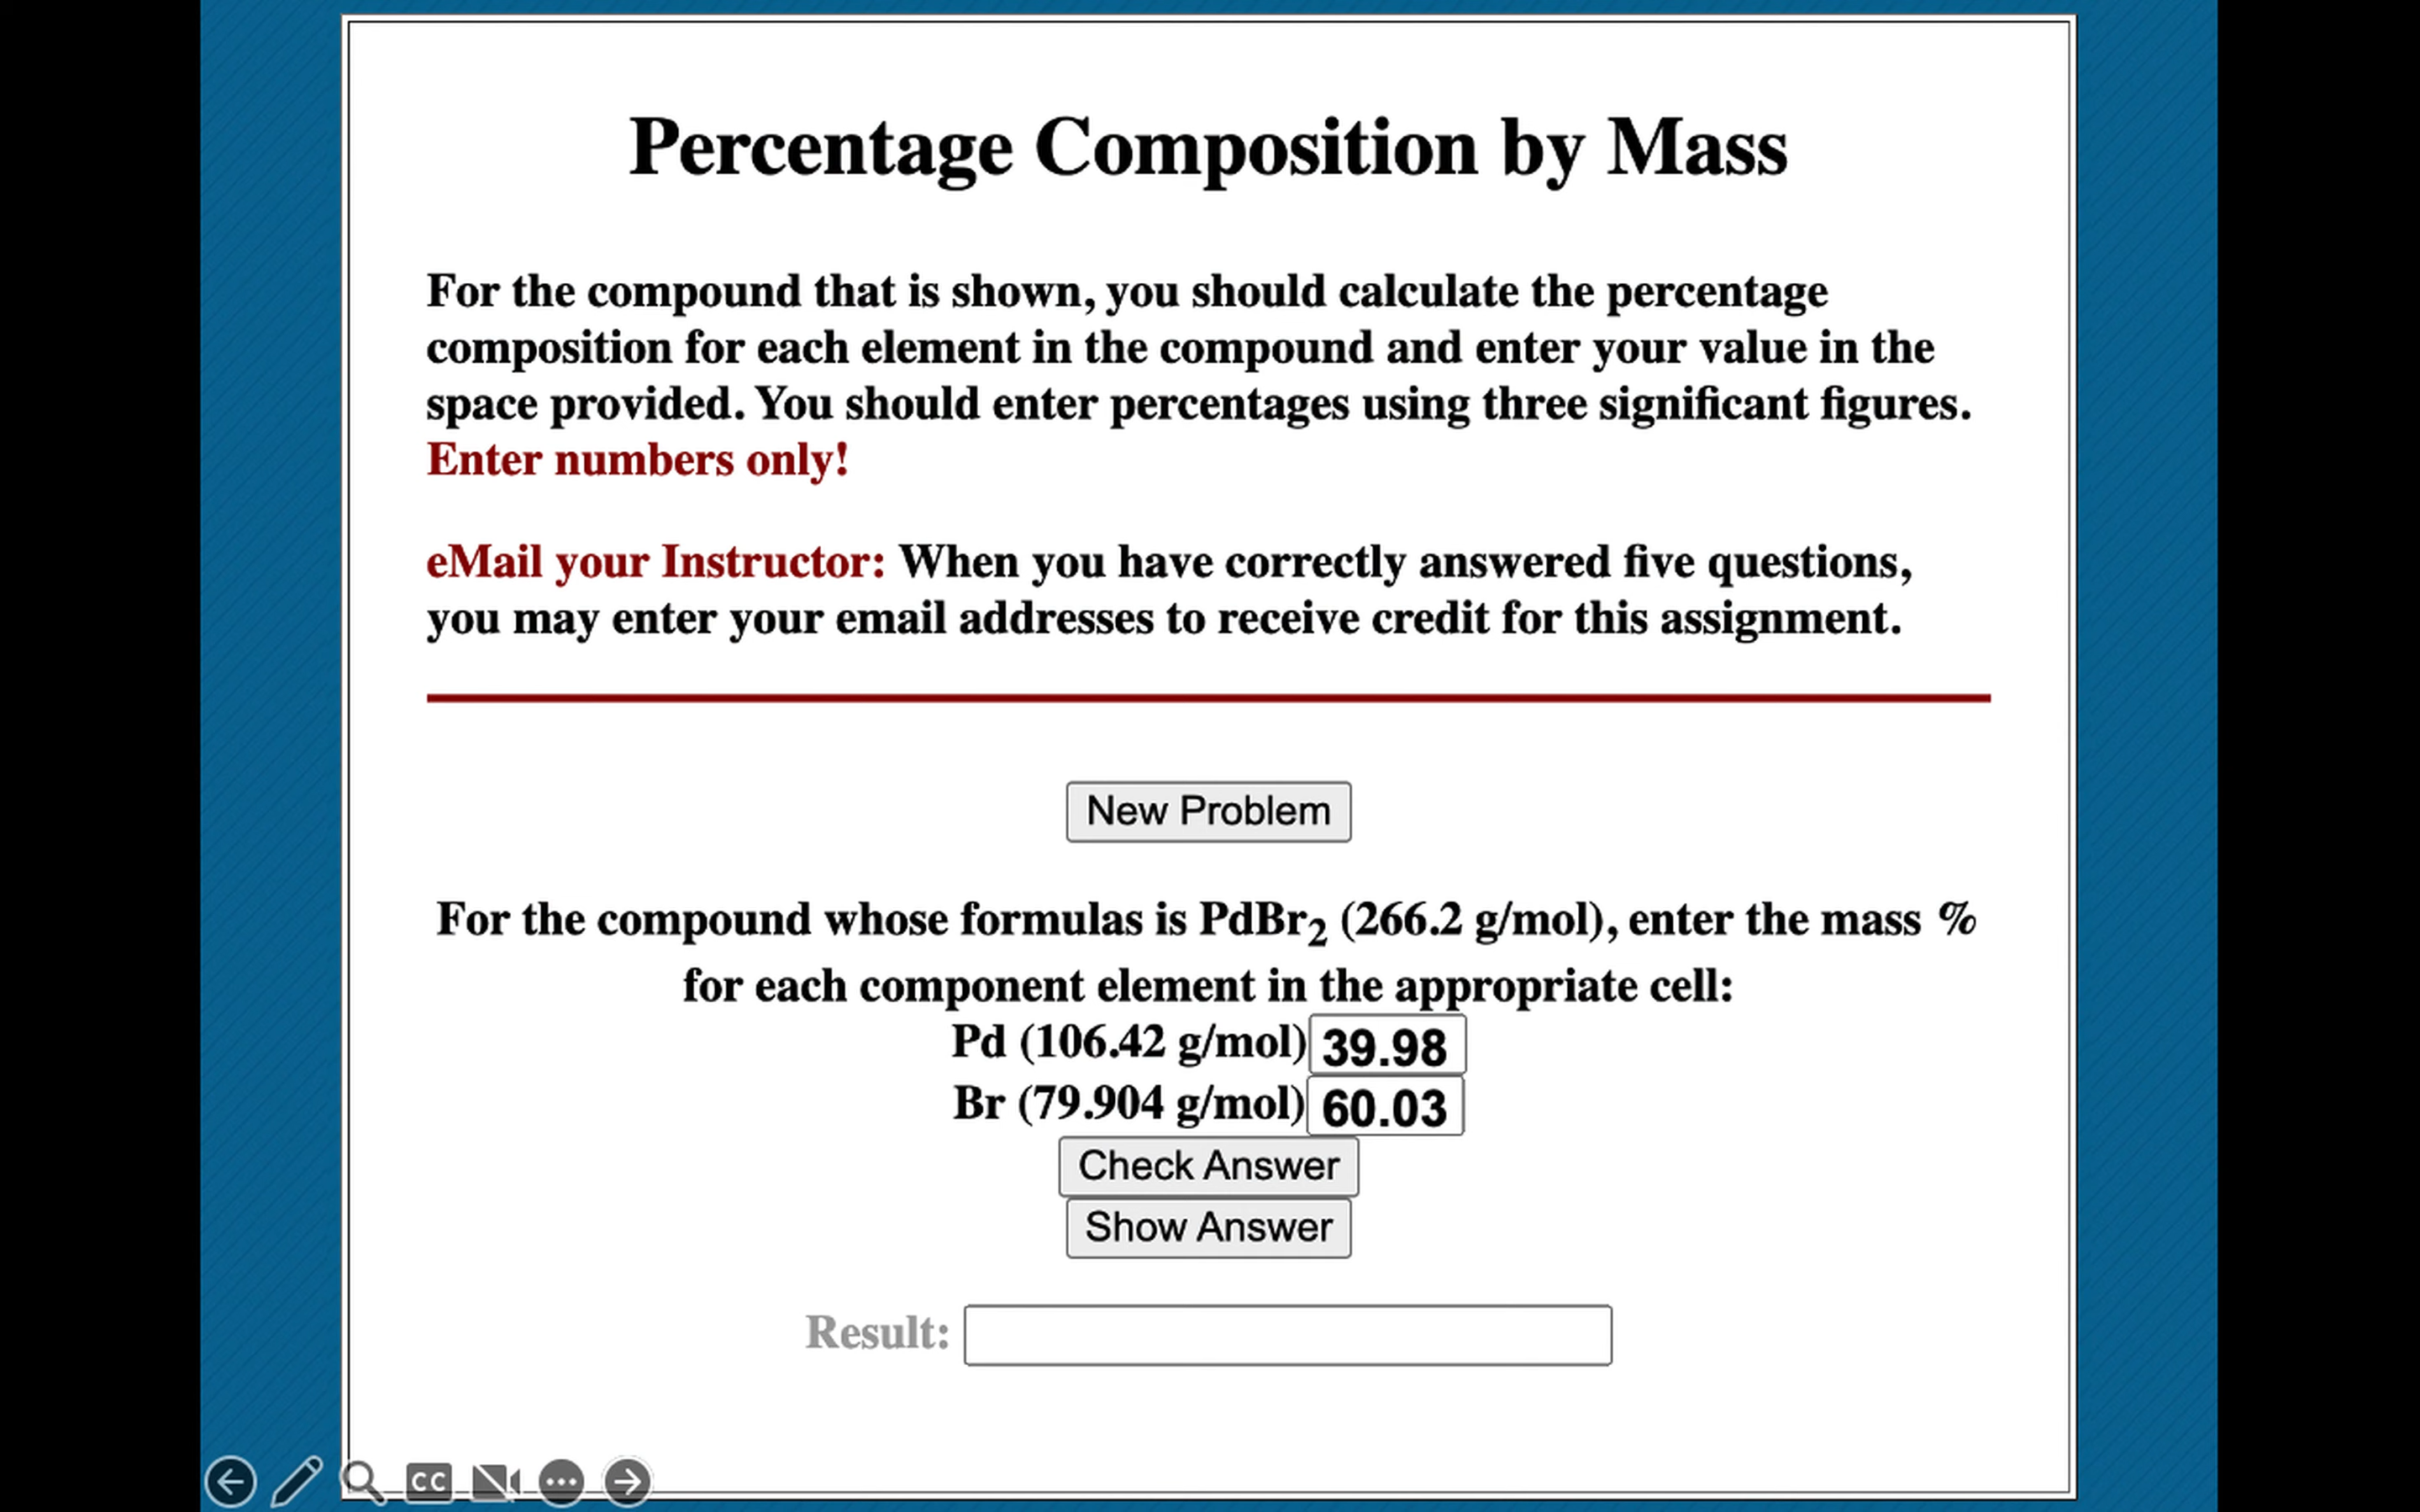 Percentage Composition by Mass
For the compound that is shown, you should calculate the percentage
composition for each element in the compound and enter your value in the
space provided. You should enter percentages using three significant figures.
Enter numbers only!
eMail your Instructor: When you have correctly answered five questions,
you may enter your email addresses to receive credit for this assignment.
New Problem
For the compound whose formulas is PdBr₂ (266.2 g/mol), enter the mass %
for each component element in the appropriate cell:
Pd (106.42 g/mol) 39.98
Br (79.904 g/mol) 60.03
Check Answer
Show Answer
Result:
CC